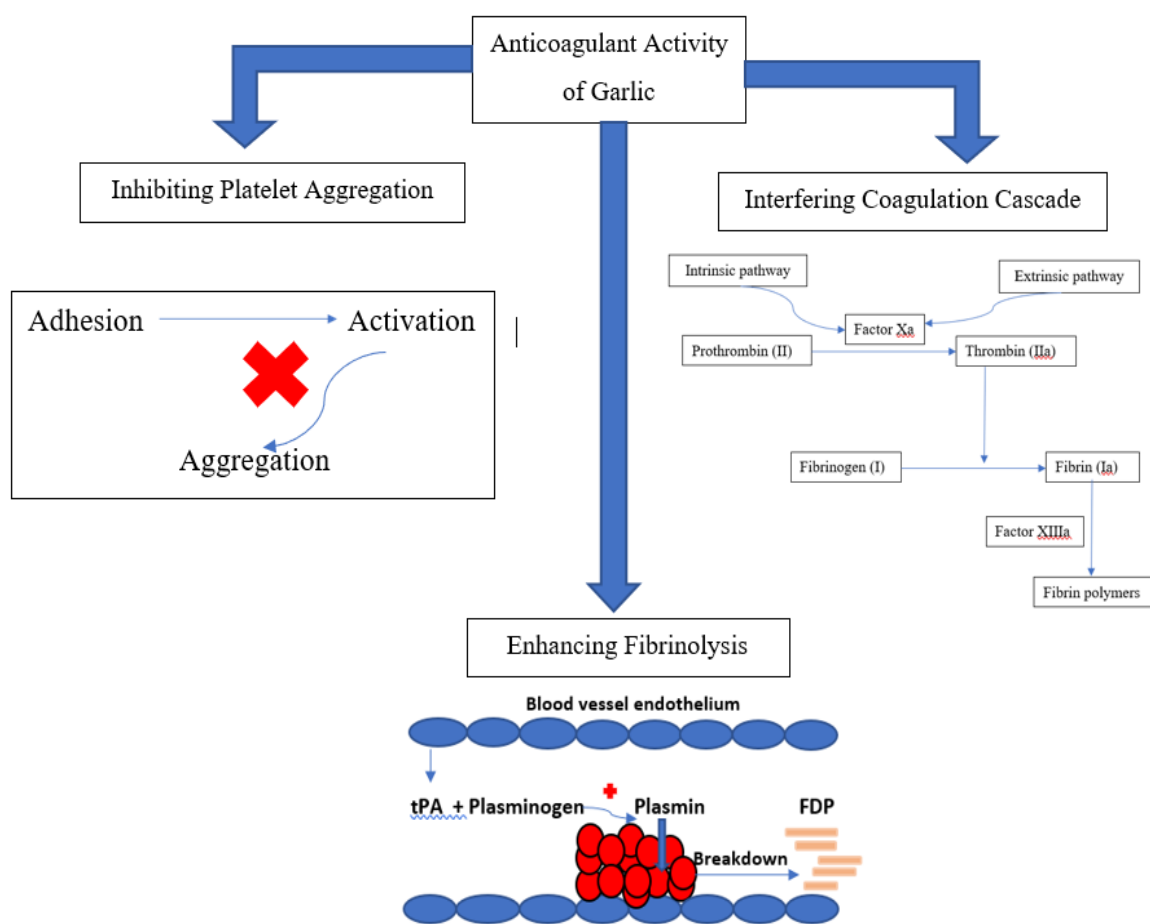 Anticoagulant Activity
of Garlic
Inhibiting Platelet Aggregation
Interfering Coagulation Cascade
Adhesion
Activation
Aggregation
Intrinsic pathway
Extrinsic pathway
Factor Xa
Prothrombin (II)
Thrombin (IIa)
Fibrinogen (I)
Fibrin (Ia)
Factor XIIIa
Fibrin polymers
Enhancing Fibrinolysis
Blood vessel endothelium
tPA + Plasminogen
Plasmin
FDP
Breakdown